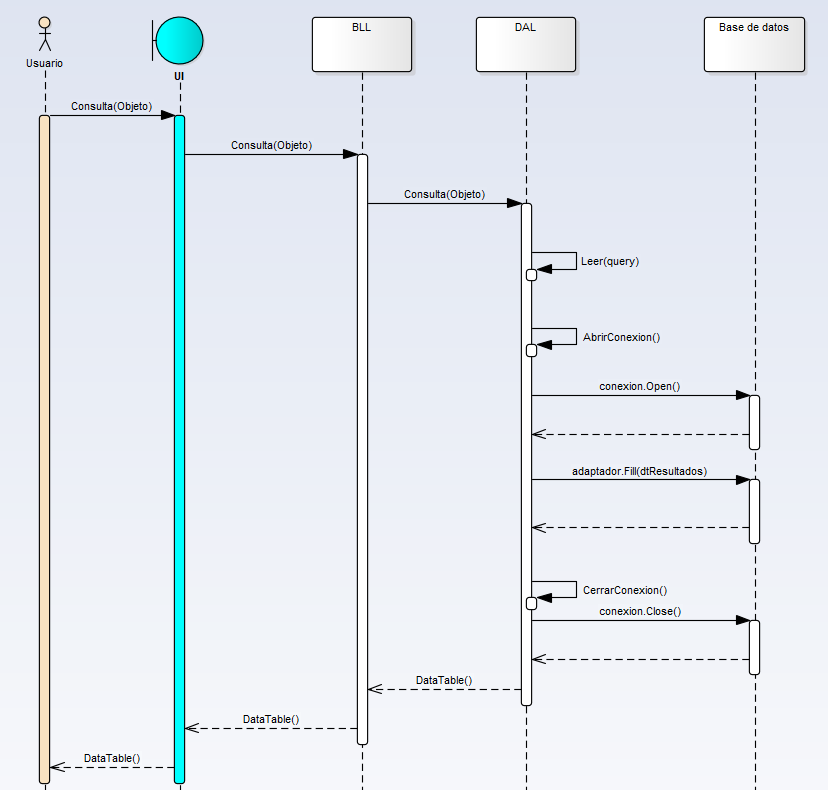 BLL
DAL
Base de datos
Usuario
UI
Consulta(Objeto)
Consulta(Objeto)
Consulta(Objeto)
Leer(query)
AbrirConexion()
conexion.Open()
adaptador.Fill(dtResultados)
CerrarConexion()
conexion.Close()
DataTable()
DataTable()
DataTable()